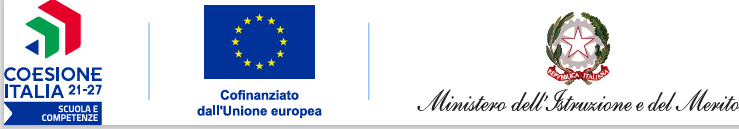 COESIONE
ITALIA 21-27
SCUOLA E
COMPETENZE
Cofinanziato
dall'Unione europea
REPUBBLICA ITALIANA
Ministero dell'Istruzione e del Merito